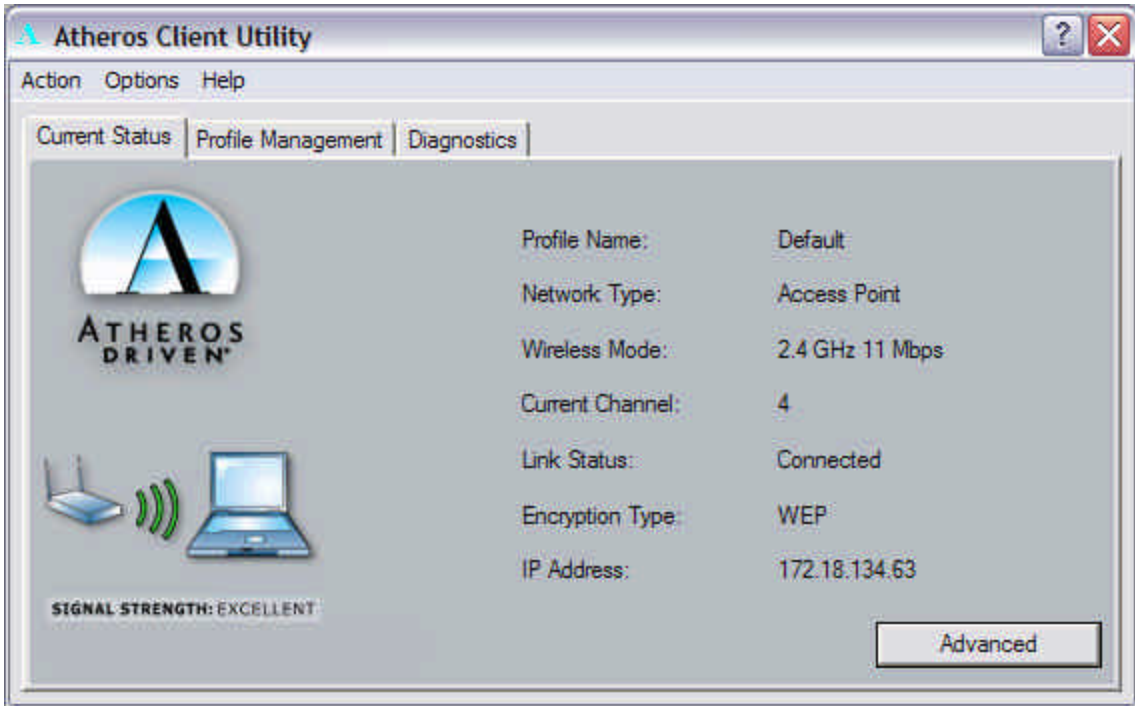 Atheros Client Utility
Action Options Help
Current Status Profile Management Diagnostics
ATHEROS
DRIVEN
Profile Name: Default
Network Type: Access Point
Wireless Mode: 2.4 GHz 11 Mbps
Current Channel: 4
Link Status: Connected
Encryption Type: WEP
IP Address: 172.18.134.63
SIGNAL STRENGTH: EXCELLENT
Advanced